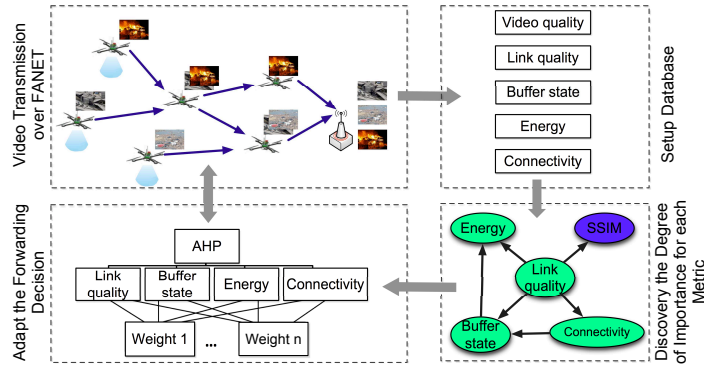 Video Transmission
over FANET
Video quality
Link quality
Buffer state
Energy
Connectivity
Setup Database
Adapt the Forwarding
Decision
AHP
Link
quality
Buffer
state
Energy
Connectivity
Weight 1
...
Weight n
Energy
SSIM
Link
quality
Buffer
state
Connectivity
Discovery the Degree
of Importance for each
Metric